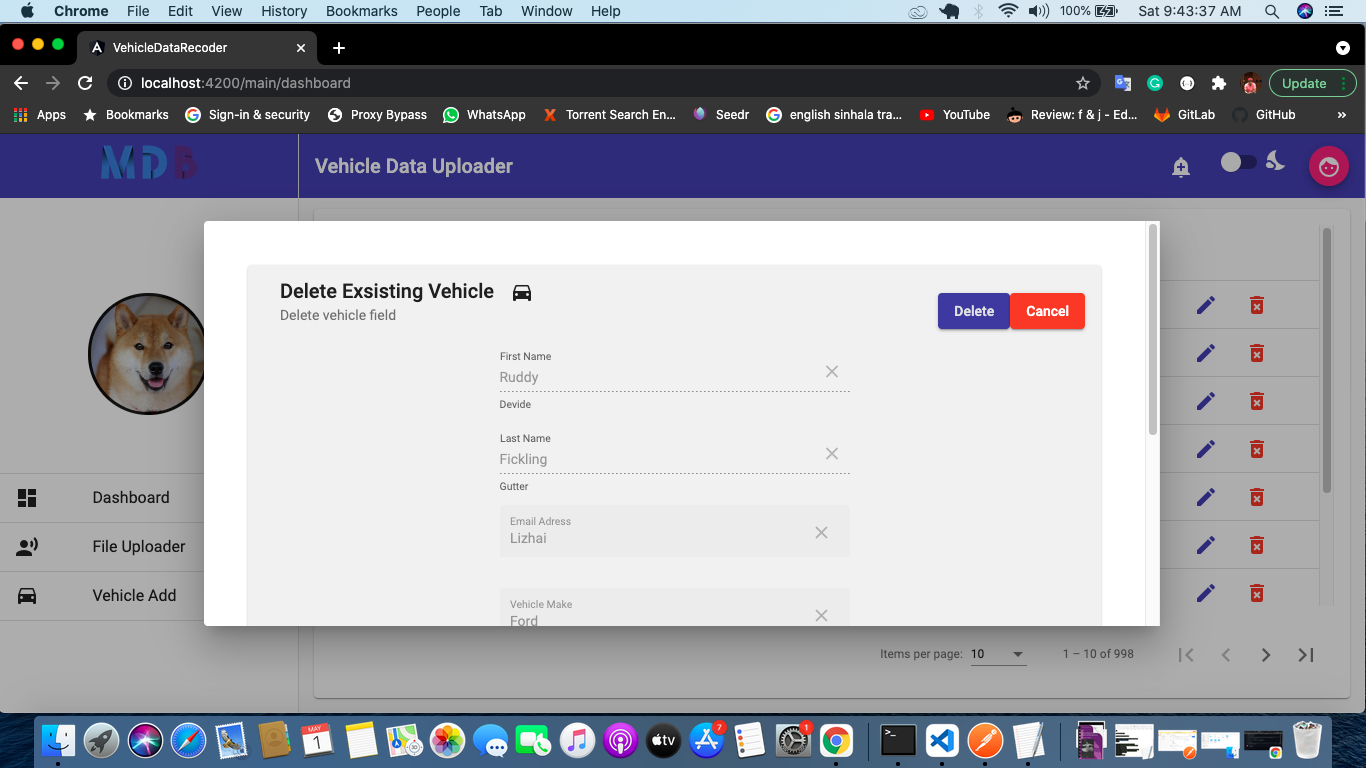 Chrome File Edit View History Bookmarks People Tab Window Help 100% Sat 9:43:37 AM
VehicleDataRecoder
localhost:4200/main/dashboard Update
Apps Bookmarks Sign-in & security Proxy Bypass WhatsApp Torrent Search En... Seedr english sinhala tra... YouTube Review: f & j - Ed... GitLab GitHub »
MDB Vehicle Data Uploader
Delete Exsisting Vehicle
Delete vehicle field
Delete Cancel
First Name
Ruddy
Devide
Last Name
Fickling
Gutter
Email Adress
Lizhai
Vehicle Make
Ford
Dashboard
File Uploader
Vehicle Add
Items per page: 10 1 – 10 of 998
MAY
1
tv
7
1